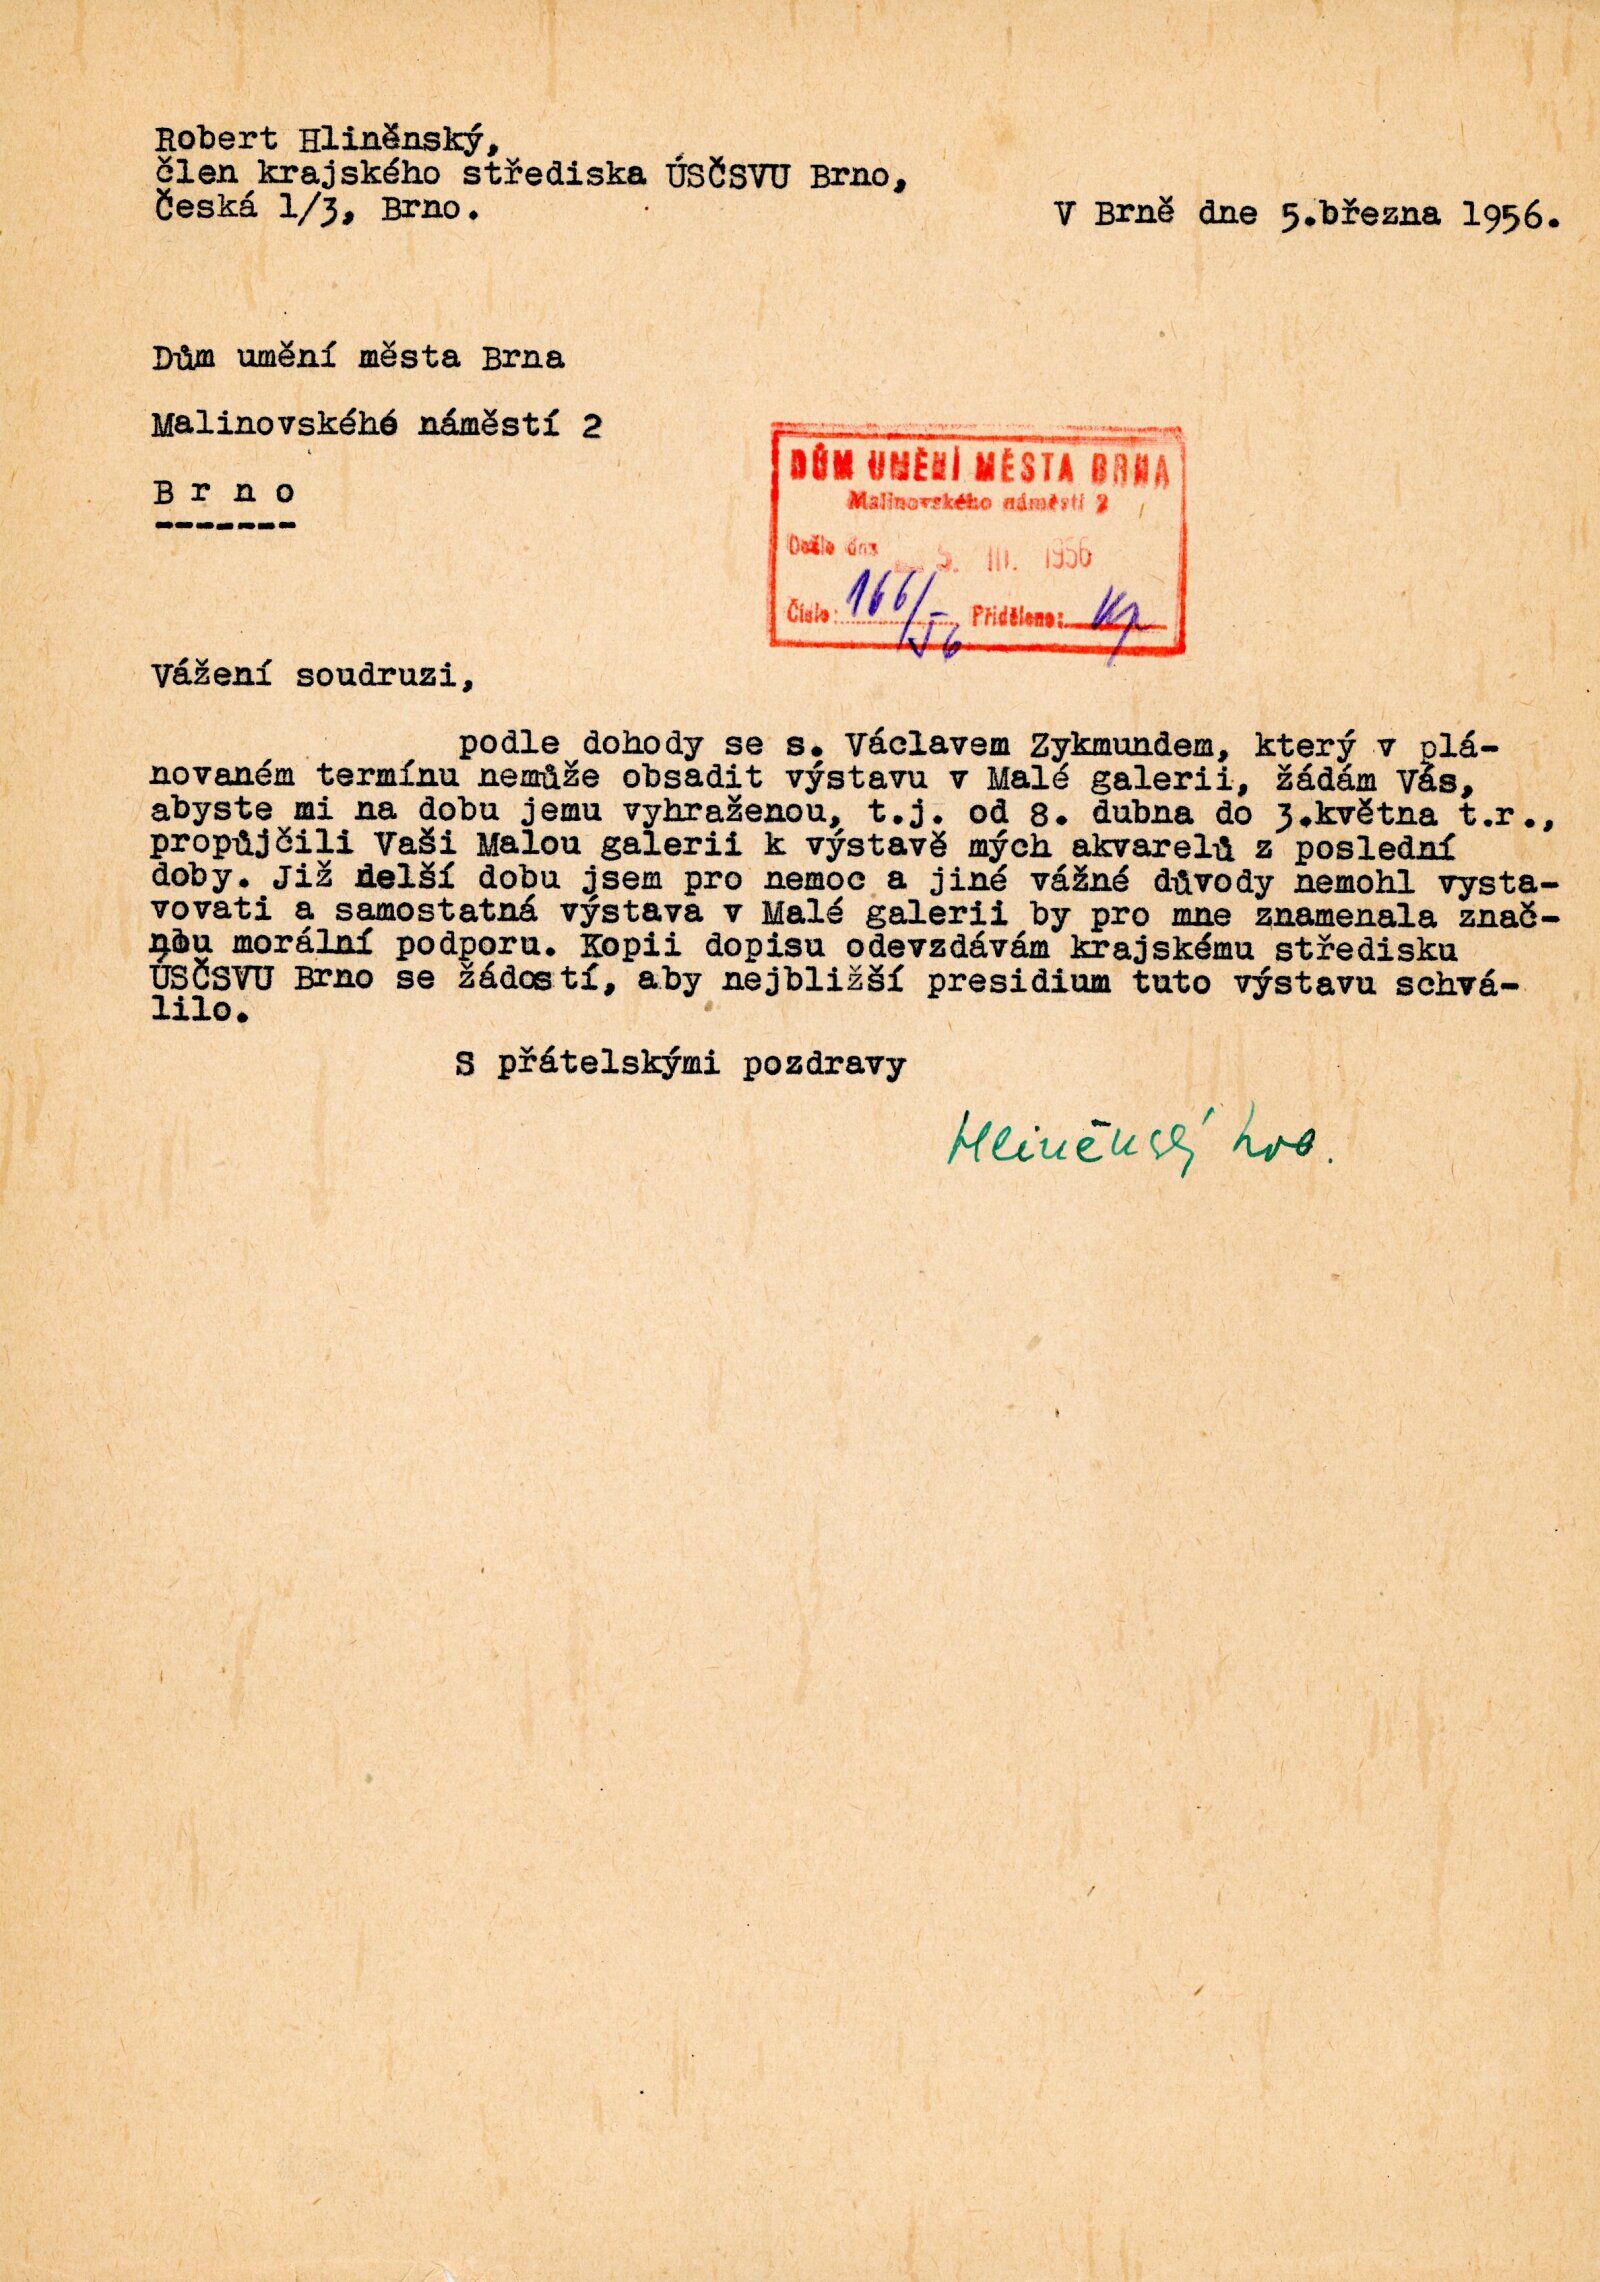 Robert Hliněnský,
člen krajského střediska ÚSČSVU Brno,
Česká 1/3, Brno.
V Brně dne 5.března 1956.
Dům umění města Brna
Malinovského náměstí 2
B r n o
-------
DŮM UMĚNÍ MĚSTA BRNA
Malinovského náměstí 2
Došlo dne 5. III. 1956
Číslo: 166/56 Přiděleno:
Vážení soudruzi,
podle dohody se s. Václavem Zykmundem, který v plá-
novaném termínu nemůže obsadit výstavu v Malé galerii, žádám Vás,
abyste mi na dobu jemu vyhraženou, t.j. od 8. dubna do 3.května t.r.,
propůjčili Vaši Malou galerii k výstavě mých akvarelů z poslední
doby. Již delší dobu jsem pro nemoc a jiné vážné důvody nemohl vysta-
vovati a samostatná výstava v Malé galerii by pro mne znamenala znač-
nou morální podporu. Kopii dopisu odevzdávám krajskému středisku
ÚSČSVU Brno se žádostí, aby nejbližší presidium tuto výstavu schvá-
lilo.
S přátelskými pozdravy
Hliněnský